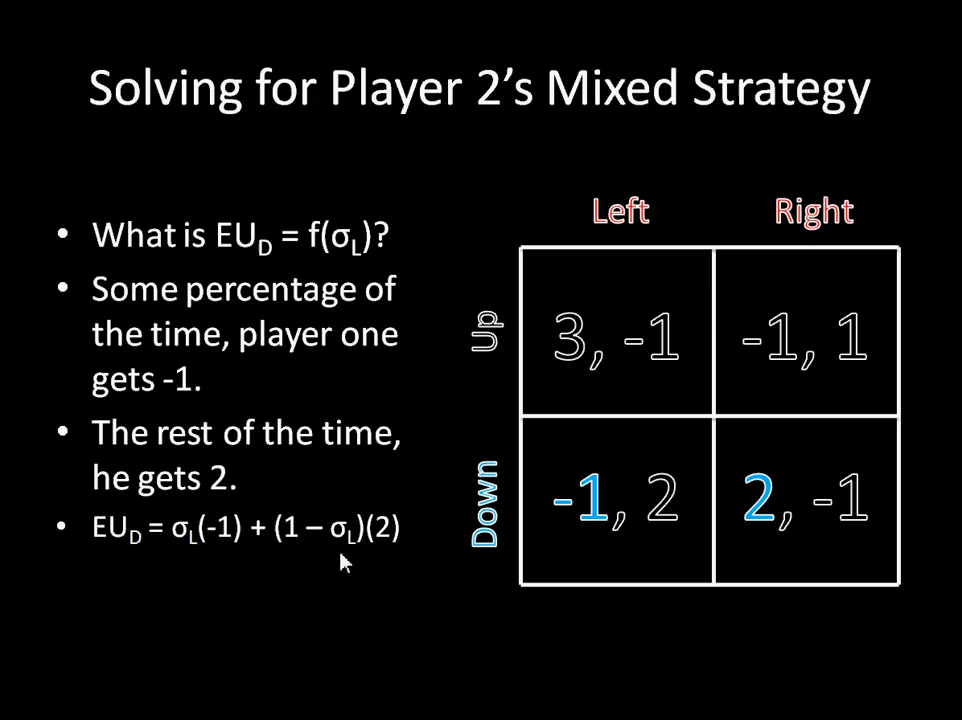 Solving for Player 2's Mixed Strategy
• What is EU_D = f(σ_L)?
• Some percentage of
the time, player one
gets -1.
• The rest of the time,
he gets 2.
• EU_D = σ_L(-1) + (1 – σ_L)(2)
Left Right
Up 3, -1 -1, 1
Down -1, 2 2, -1